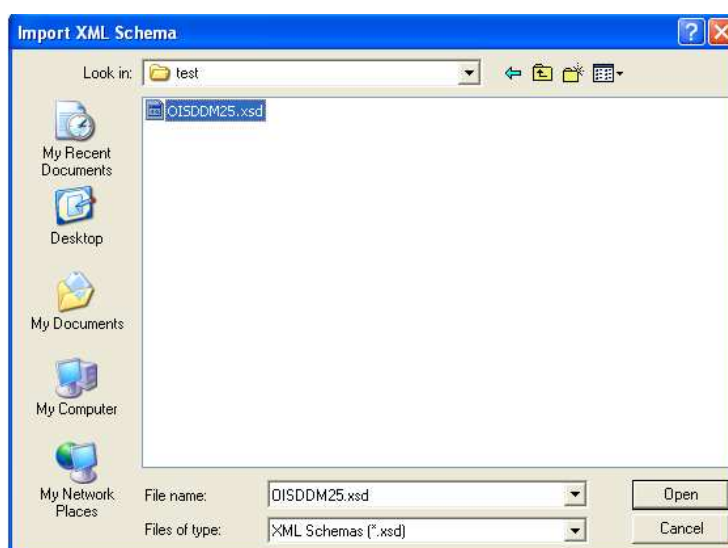 Import XML Schema
Look in:
test
OISDDM25.xsd
My Recent
Documents
Desktop
My Documents
My Computer
My Network
Places
File name:
OISDDM25.xsd
Open
Files of type:
XML Schemas (*.xsd)
Cancel